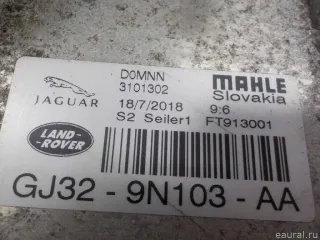 DOMNN
3101302
MAHLE
JAGUAR
18/7/2018
Slovakia
9:6
S2 Seiler1 FT913001
LAND-
ROVER
GJ32 - 9N103 - AA
© eaural.ru